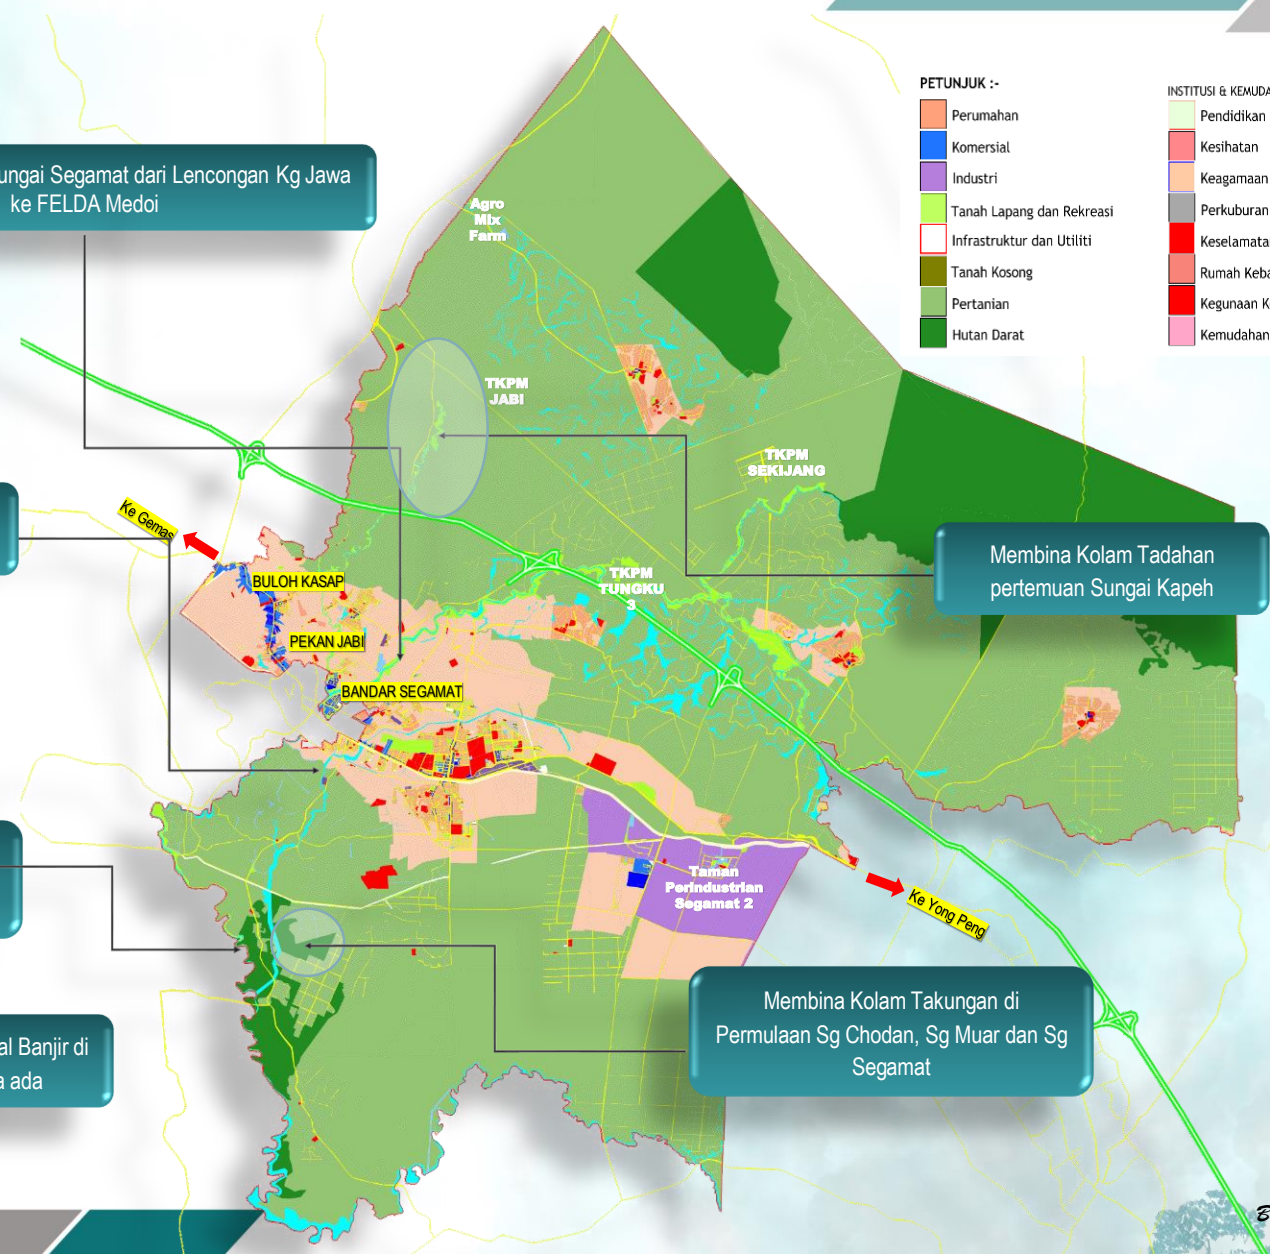 PETUNJUK :-
Perumahan
Komersial
Industri
Tanah Lapang dan Rekreasi
Infrastruktur dan Utiliti
Tanah Kosong
Pertanian
Hutan Darat
INSTITUSI & KEMUDA
Pendidikan
Kesihatan
Keagamaan
Perkuburan
Keselamata
Rumah Keba
Kegunaan K
Kemudahan
ungai Segamat dari Lencongan Kg Jawa
ke FELDA Medoi
Agro
Mix
Farm
TKPM
JABI
TKPM
SEKIJANG
Ke Gemas
BULOH KASAP
TKPM
TUNGKU
3
Membina Kolam Tadahan
pertemuan Sungai Kapeh
PEKAN JABI
BANDAR SEGAMAT
Taman
Perindustrian
Segamat 2
Ke Yong Peng
Membina Kolam Takungan di
Permulaan Sg Chodan, Sg Muar dan Sg
Segamat
al Banjir di
a ada
B